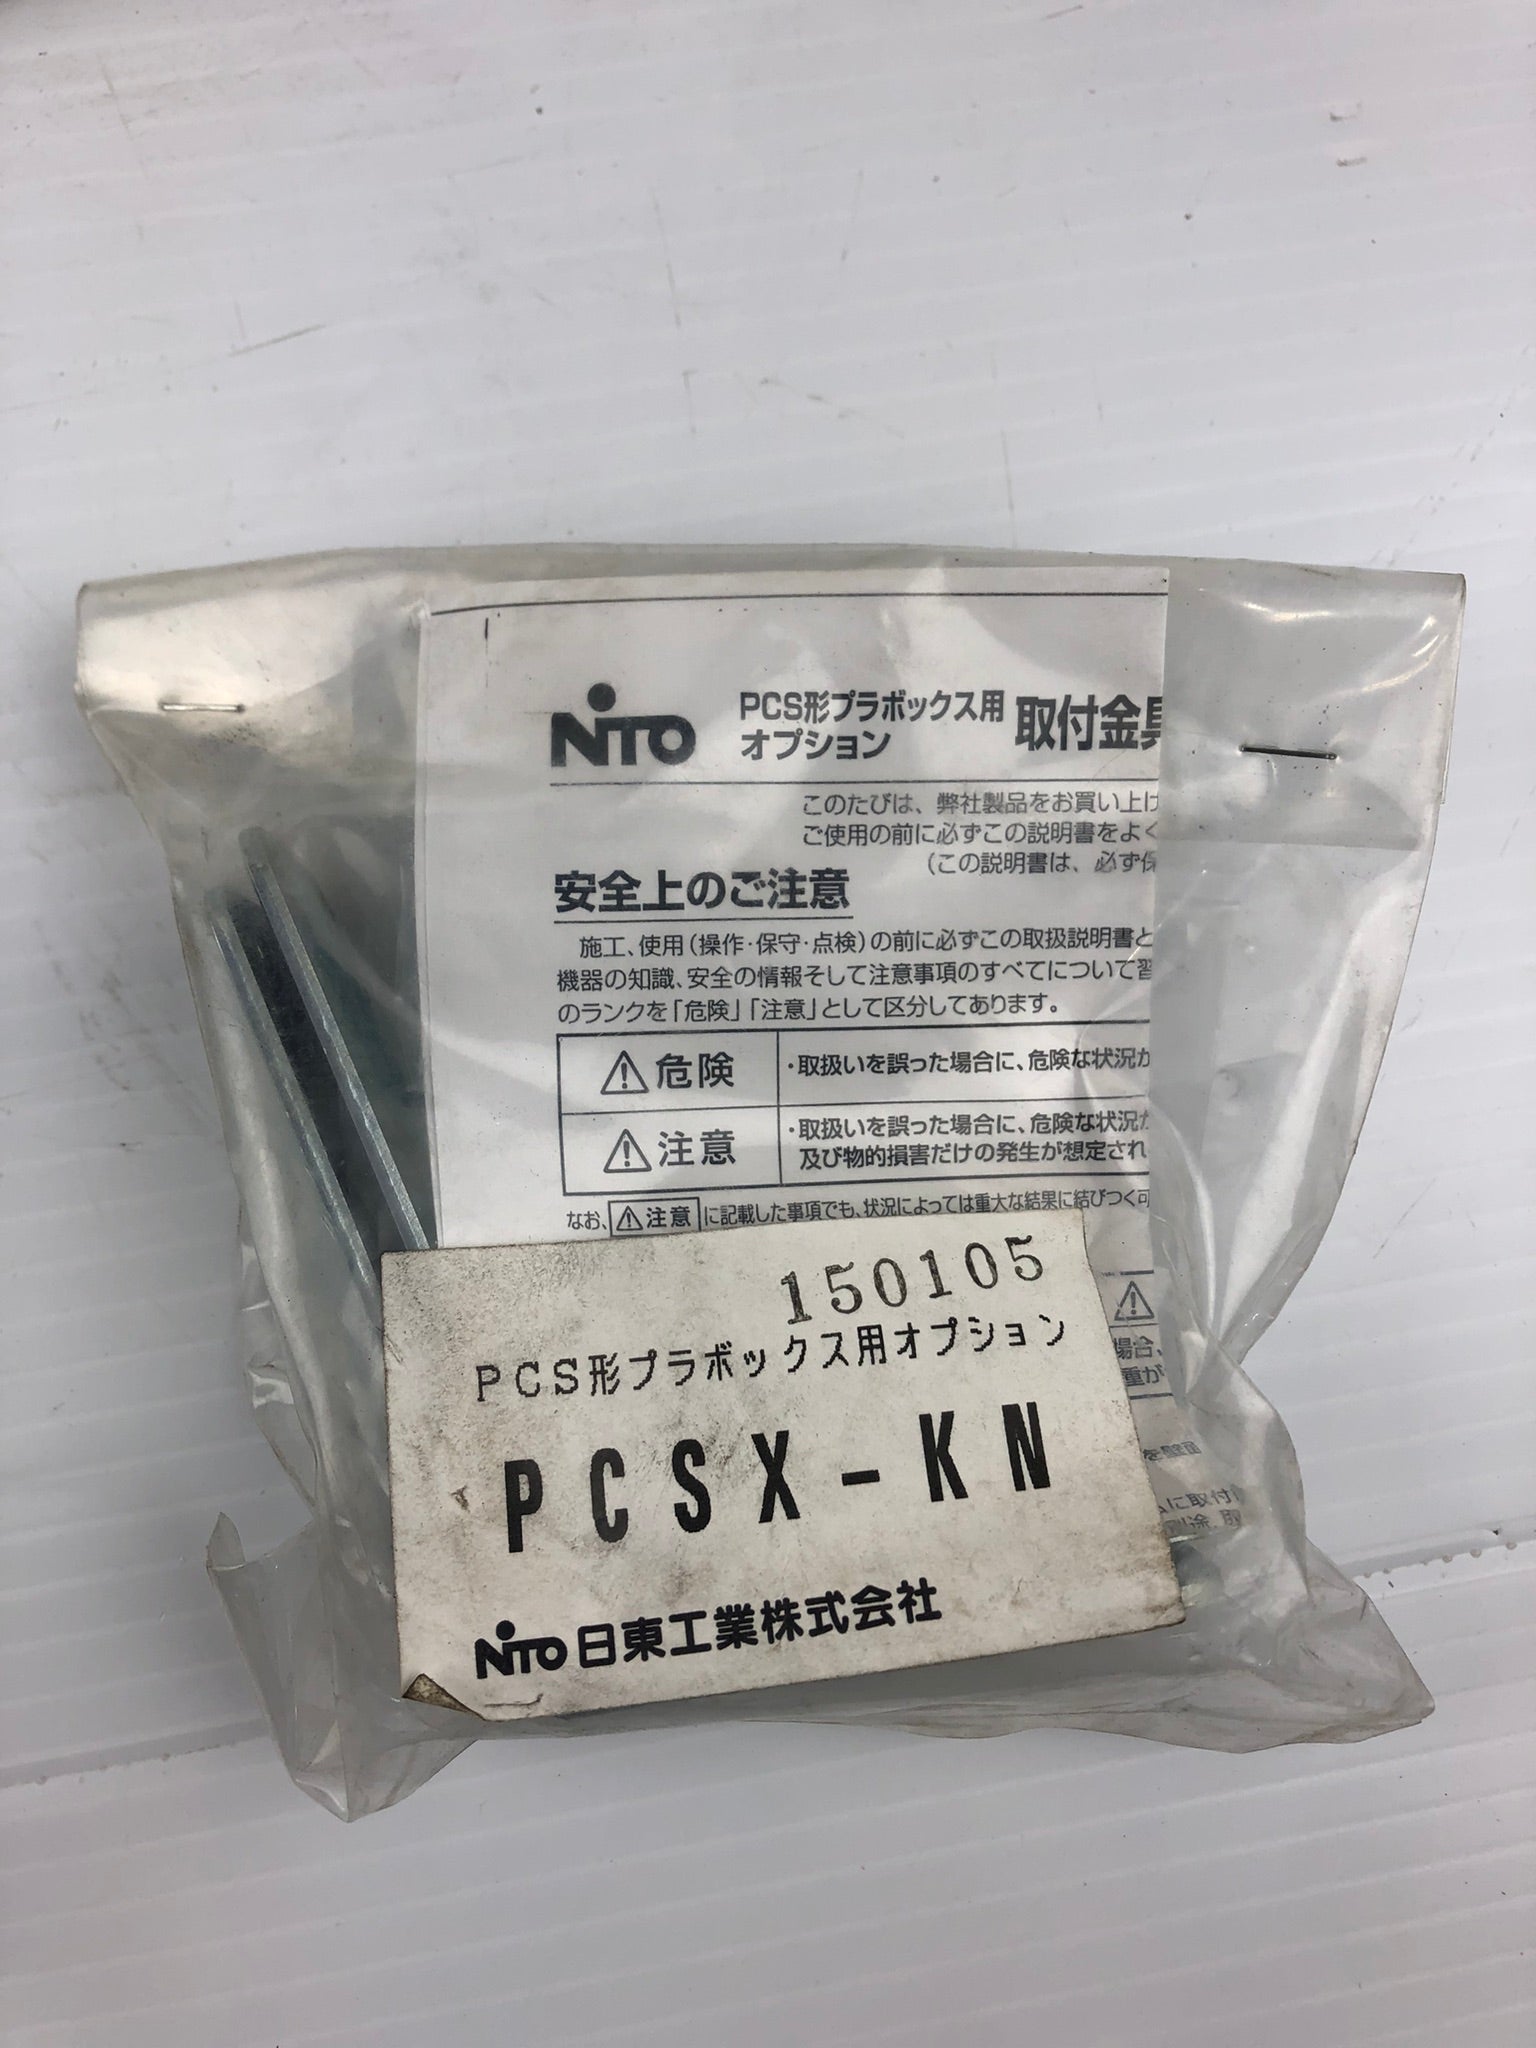 NiTO
PCS形プラボックス用
オプション
取付金具
このたびは、弊社製品をお買い上げ
ご使用の前に必ずこの説明書をよく
(この説明書は、必ず保
安全上のご注意
施工、使用(操作・保守・点検)の前に必ずこの取扱説明書と
機器の知識、安全の情報そして注意事項のすべてについて習
のランクを「危険」「注意」として区分してあります。
危険
・取扱いを誤った場合に、危険な状況が
注意
・取扱いを誤った場合に、危険な状況が
及び物的損害だけの発生が想定され
なお、注意に記載した事項でも、状況によっては重大な結果に結びつく可
場合、
重が
を壁面
に取付
別途、取
150105
PCS形プラボックス用オプション
PCSX-KN
NiTO 日東工業株式会社